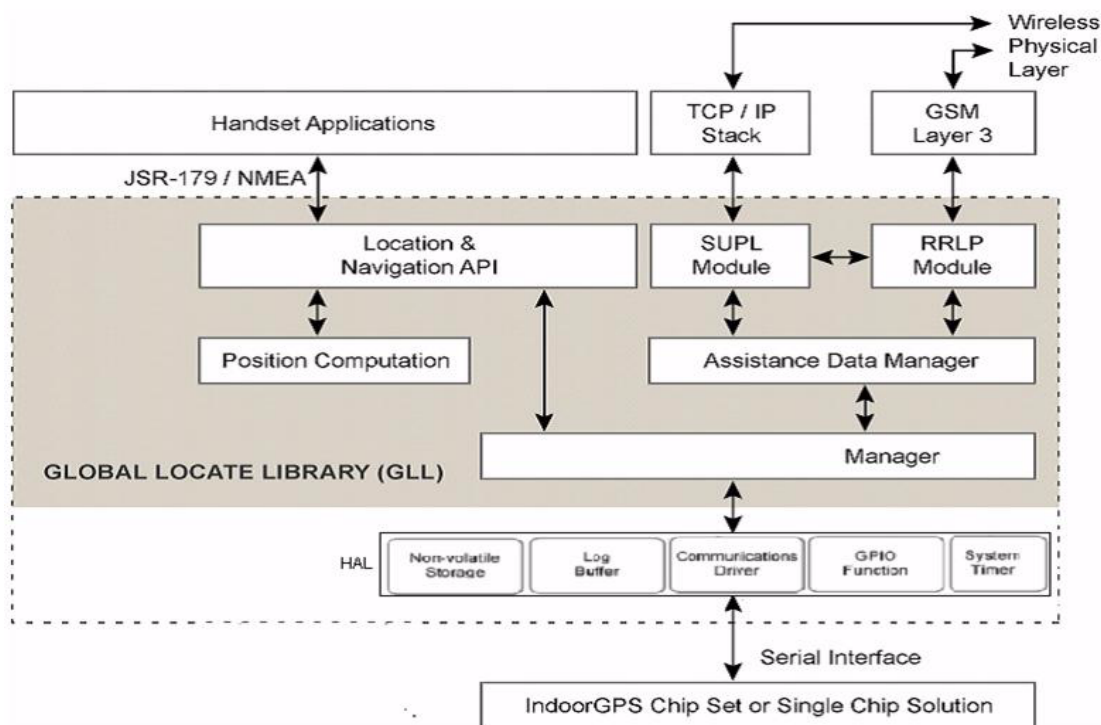 Wireless
Physical
Layer
Handset Applications
TCP / IP
Stack
GSM
Layer 3
JSR-179 / NMEA
Location &
Navigation API
SUPL
Module
RRLP
Module
Position Computation
Assistance Data Manager
Manager
GLOBAL LOCATE LIBRARY (GLL)
HAL
Non-volatile
Storage
Log
Buffer
Communications
Driver
GPIO
Function
System
Timer
Serial Interface
IndoorGPS Chip Set or Single Chip Solution